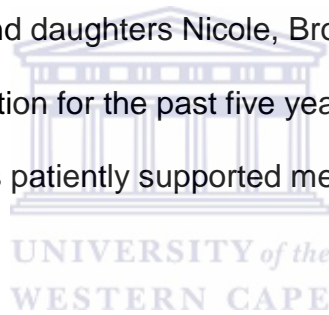 nd daughters Nicole, Bro
tion for the past five yea
patiently supported me
UNIVERSITY of the
WESTERN CAPE